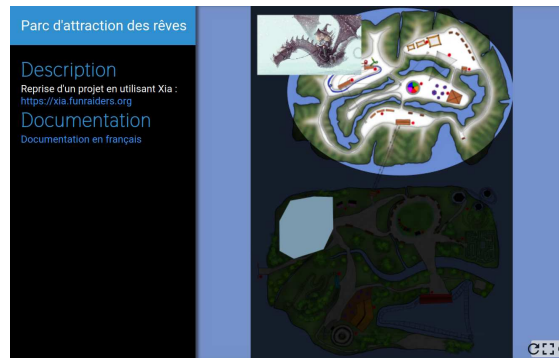 Parc d'attraction des rêves
Description
Reprise d'un projet en utilisant Xia :
https://xia.funraiders.org
Documentation
Documentation en français